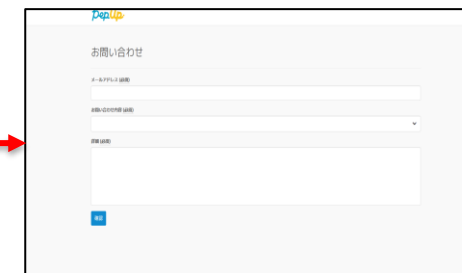 PepUp
お問い合わせ
メールアドレス (必須)
お問い合わせ内容 (必須)
詳細 (必須)
確認